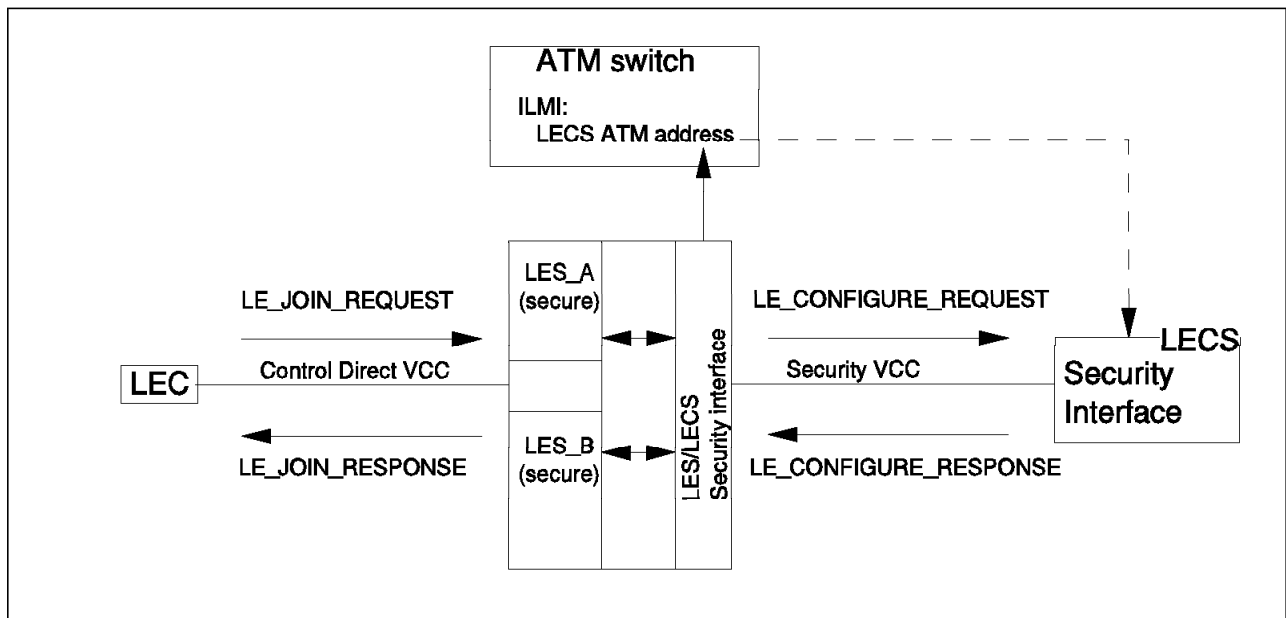 ATM switch
ILMI:
LECS ATM address
LE_JOIN_REQUEST
LEC
Control Direct VCC
LE_JOIN_RESPONSE
LES_A
(secure)
LES_B
(secure)
LES/LECS
Security interface
LE_CONFIGURE_REQUEST
Security VCC
LE_CONFIGURE_RESPONSE
LECS
Security
Interface